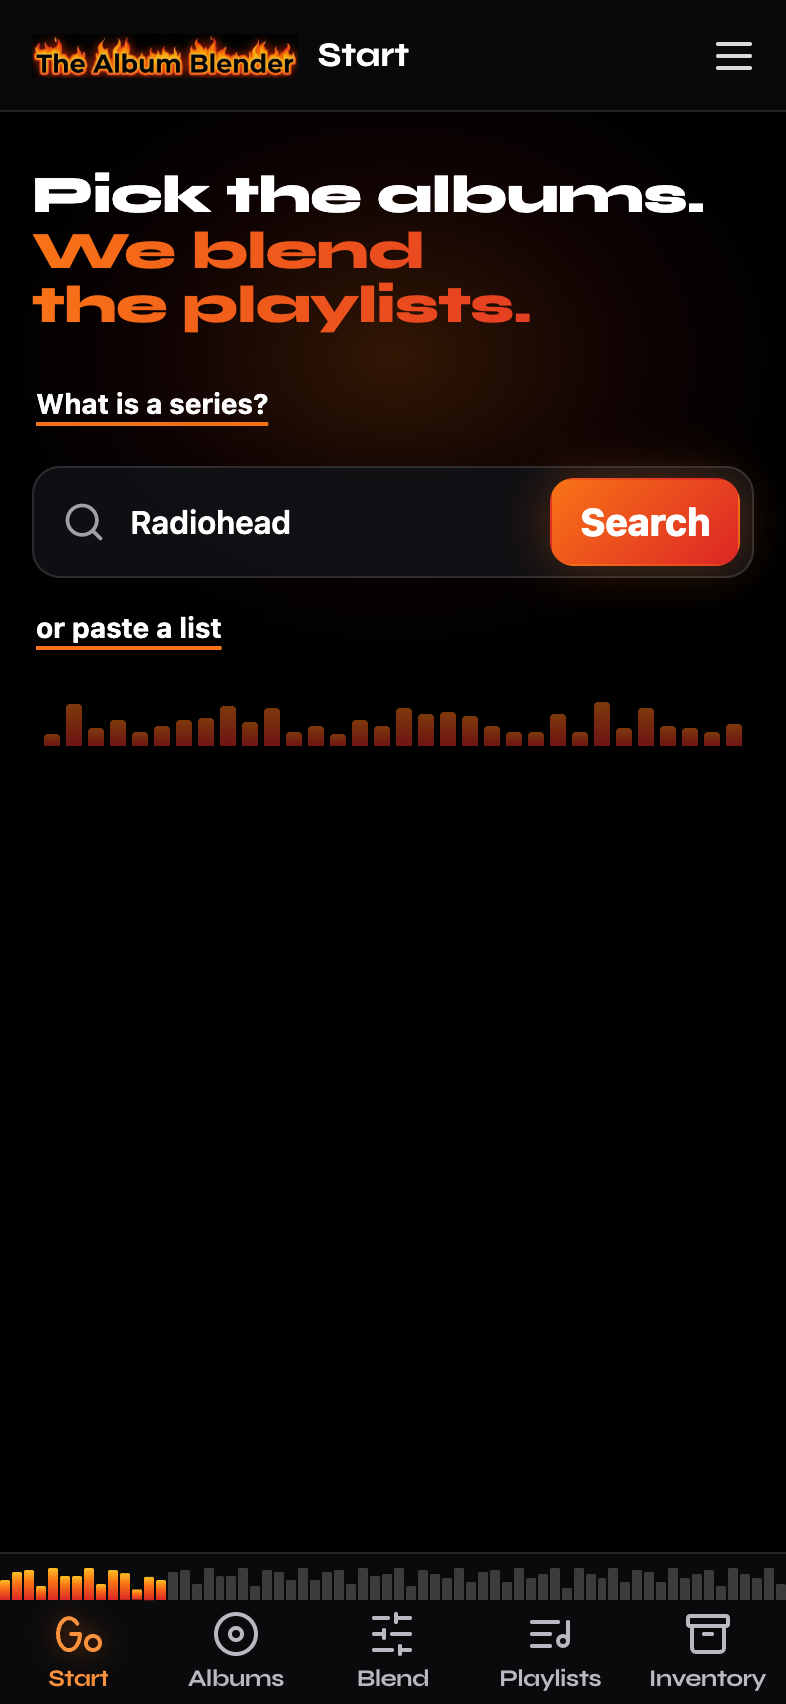 The Album Blender
Start
Pick the albums.
We blend
the playlists.
What is a series?
Radiohead
Search
or paste a list
Go
Start
Albums
Blend
Playlists
Inventory